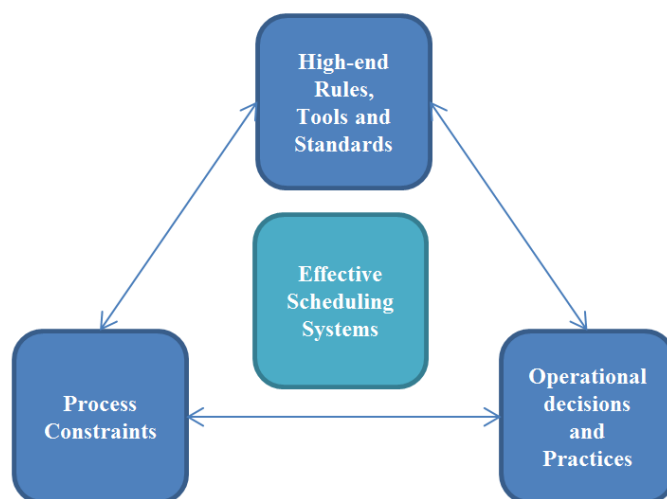 High-end
Rules,
Tools and
Standards
Effective
Scheduling
Systems
Process
Constraints
Operational
decisions
and
Practices